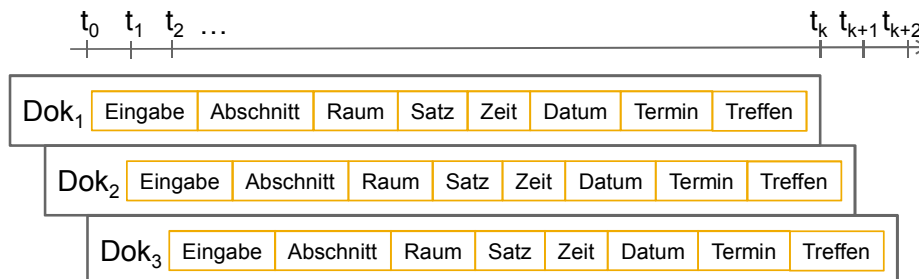 t0 t1 t2 ... tk tk+1 tk+2
Dok1 Eingabe Abschnitt Raum Satz Zeit Datum Termin Treffen
Dok2 Eingabe Abschnitt Raum Satz Zeit Datum Termin Treffen
Dok3 Eingabe Abschnitt Raum Satz Zeit Datum Termin Treffen